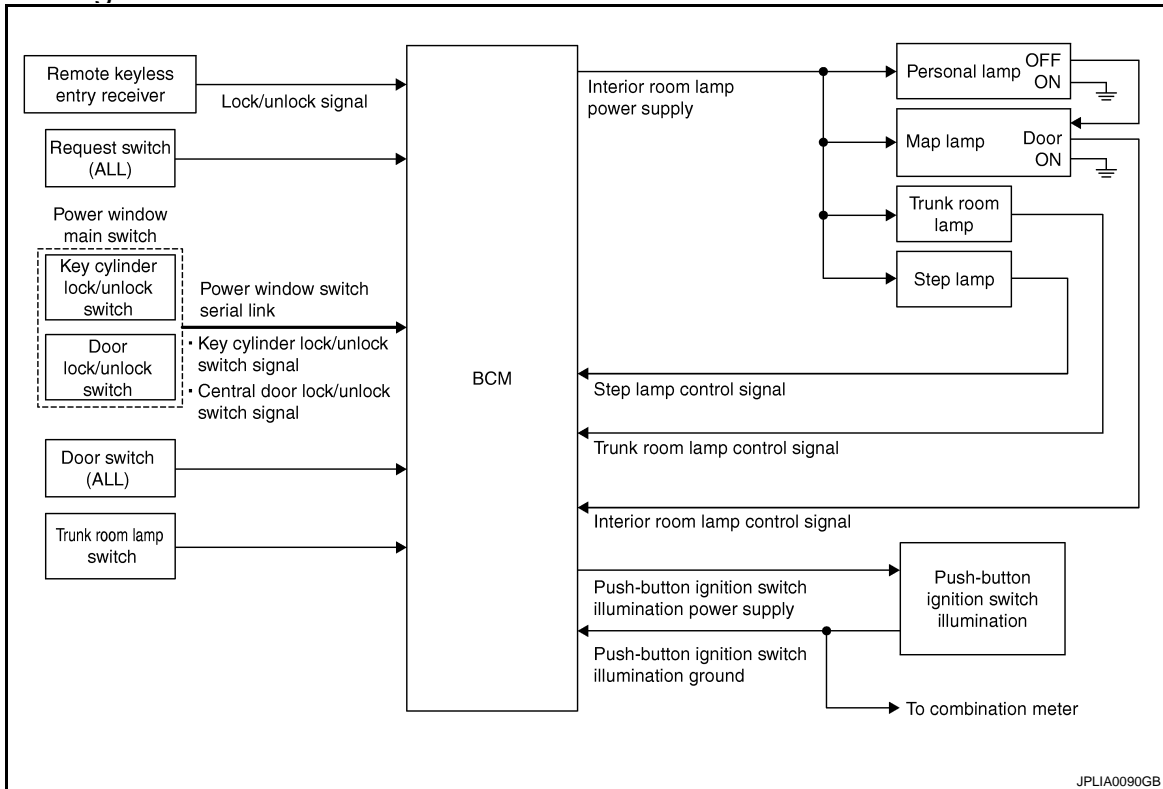 Remote keyless
entry receiver
Lock/unlock signal
Request switch
(ALL)
Power window
main switch
Key cylinder
lock/unlock
switch
Door
lock/unlock
switch
Power window switch
serial link
· Key cylinder lock/unlock
switch signal
· Central door lock/unlock
switch signal
Door switch
(ALL)
Trunk room lamp
switch
BCM
Interior room lamp
power supply
Personal lamp
OFF
ON
Map lamp
Door
ON
Trunk room
lamp
Step lamp
Step lamp control signal
Trunk room lamp control signal
Interior room lamp control signal
Push-button ignition switch
illumination power supply
Push-button
ignition switch
illumination
Push-button ignition switch
illumination ground
To combination meter
JPLIA0090GB